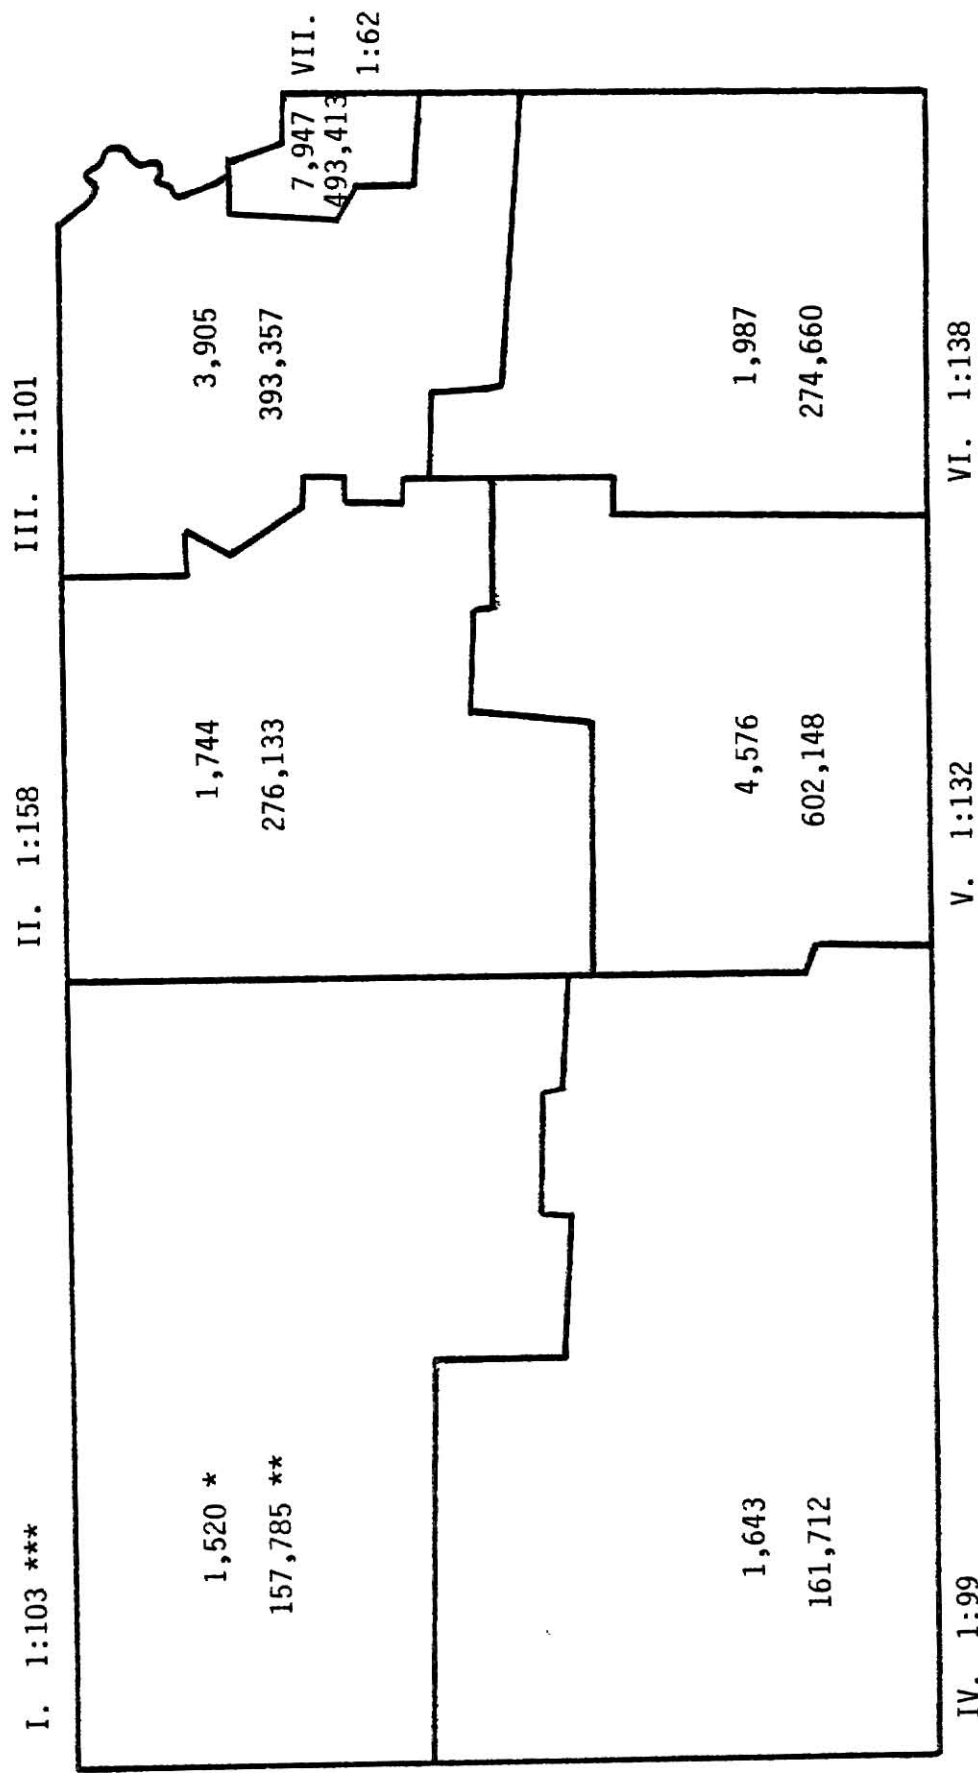 I. 1:103 ***
II. 1:158
III. 1:101
1,520 *
157,785 **
1,744
276,133
3,905
393,357
7,947
493,413
VII.
1:62
1,643
161,712
4,576
602,148
1,987
274,660
IV. 1:99
V. 1:132
VI. 1:138